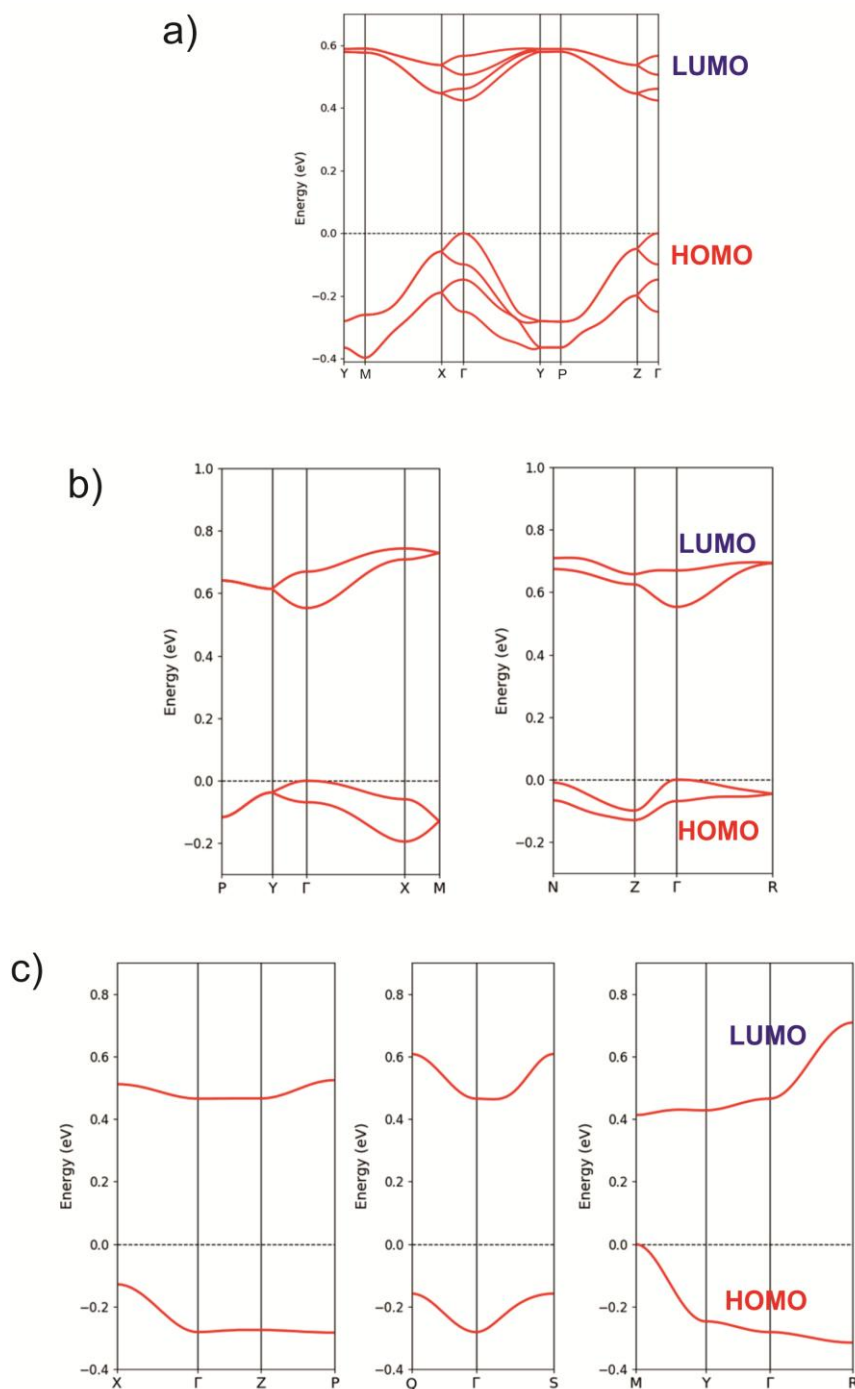 a)
0.6
0.4
0.2
0.0
−0.2
−0.4
Energy (eV)
Y M X Γ Y P Z Γ
LUMO
HOMO
b)
1.0
0.8
0.6
0.4
0.2
0.0
−0.2
Energy (eV)
P Y Γ X M
1.0
0.8
0.6
0.4
0.2
0.0
−0.2
Energy (eV)
N Z Γ R
LUMO
HOMO
c)
0.8
0.6
0.4
0.2
0.0
−0.2
−0.4
Energy (eV)
X Γ Z P
0.8
0.6
0.4
0.2
0.0
−0.2
−0.4
Energy (eV)
Q Γ S
0.8
0.6
0.4
0.2
0.0
−0.2
−0.4
Energy (eV)
M Y Γ R
LUMO
HOMO